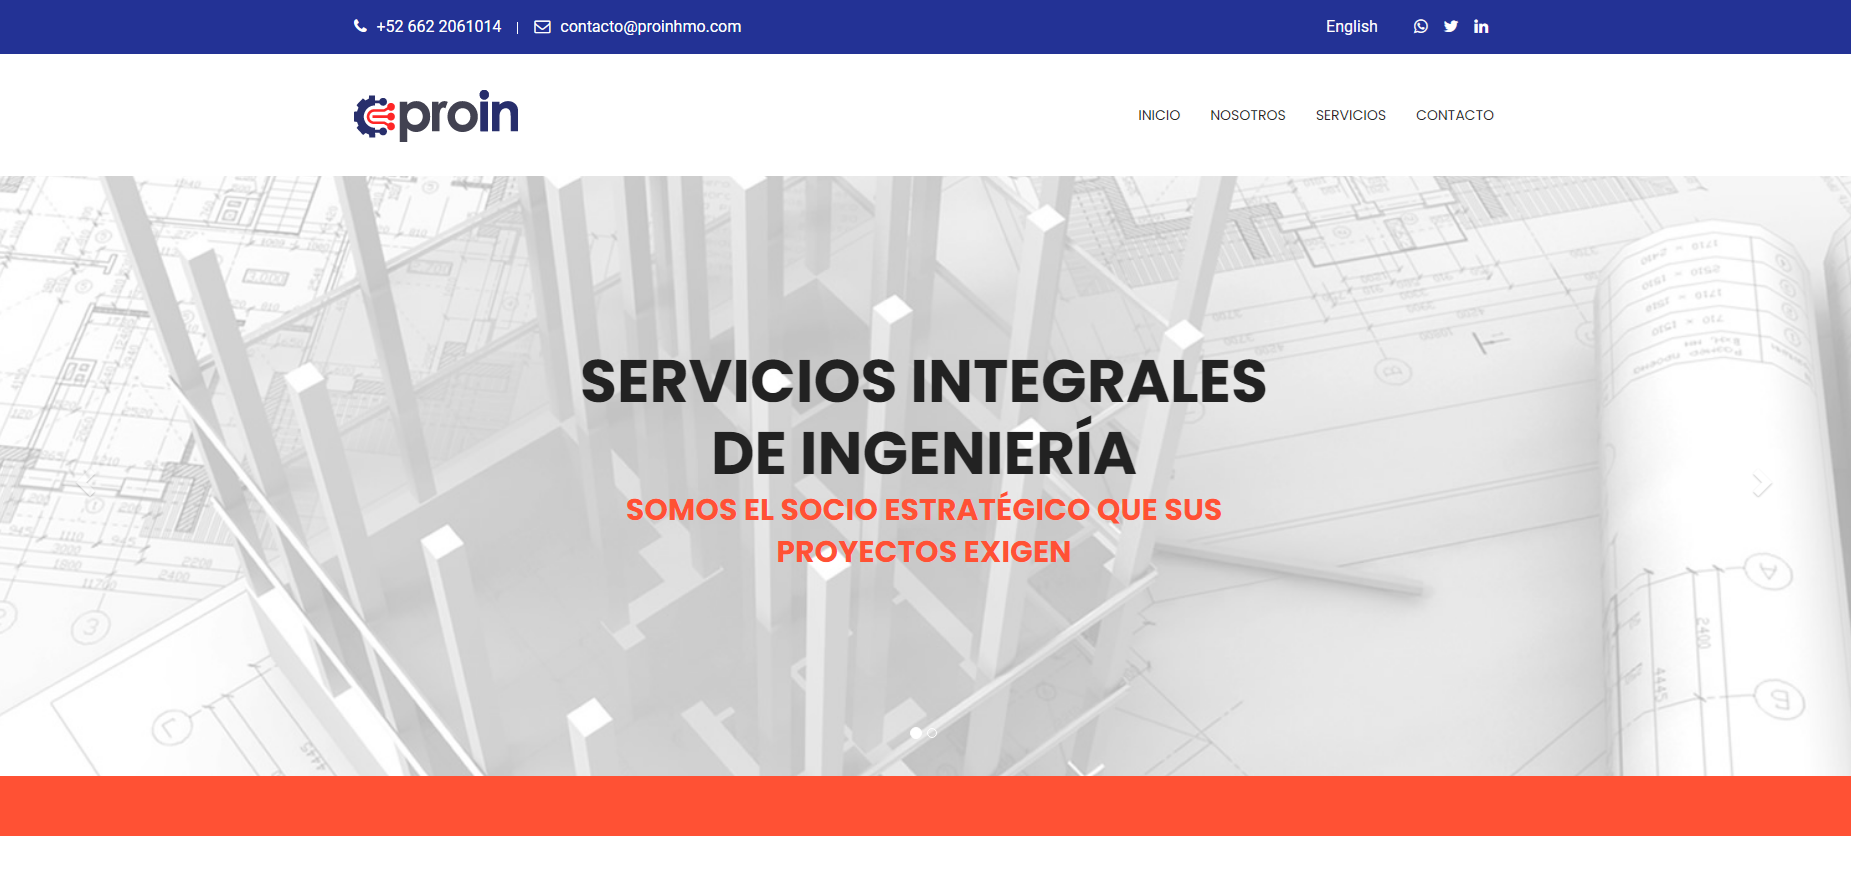 +52 662 2061014 | contacto@proinhmo.com
English
proin
INICIO NOSOTROS SERVICIOS CONTACTO
SERVICIOS INTEGRALES
DE INGENIERÍA
SOMOS EL SOCIO ESTRATÉGICO QUE SUS
PROYECTOS EXIGEN